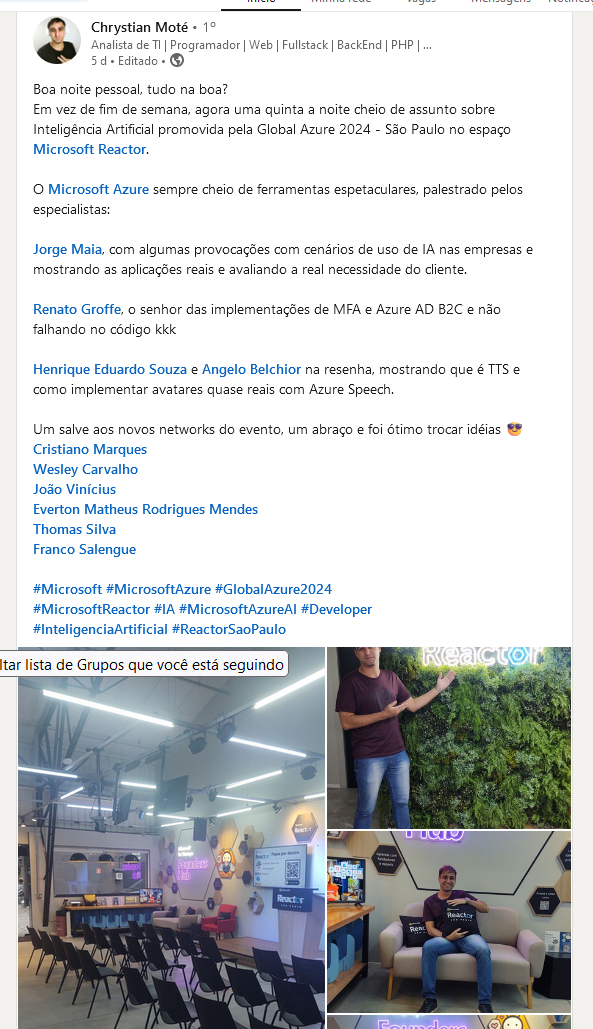 Início
Minha rede
Vagas
Mensagens
Chrystian Moté • 1º
Analista de TI | Programador | Web | Fullstack | BackEnd | PHP | ...
5 d • Editado •
Boa noite pessoal, tudo na boa?
Em vez de fim de semana, agora uma quinta a noite cheio de assunto sobre
Inteligência Artificial promovida pela Global Azure 2024 - São Paulo no espaço
Microsoft Reactor.
O Microsoft Azure sempre cheio de ferramentas espetaculares, palestrado pelos
especialistas:
Jorge Maia, com algumas provocações com cenários de uso de IA nas empresas e
mostrando as aplicações reais e avaliando a real necessidade do cliente.
Renato Groffe, o senhor das implementações de MFA e Azure AD B2C e não
falhando no código kkk
Henrique Eduardo Souza e Angelo Belchior na resenha, mostrando que é TTS e
como implementar avatares quase reais com Azure Speech.
Um salve aos novos networks do evento, um abraço e foi ótimo trocar idéias 😎
Cristiano Marques
Wesley Carvalho
João Vinícius
Everton Matheus Rodrigues Mendes
Thomas Silva
Franco Salengue
#Microsoft #MicrosoftAzure #GlobalAzure2024
#MicrosoftReactor #IA #MicrosoftAzureAI #Developer
#InteligenciaArtificial #ReactorSaoPaulo
ltar lista de Grupos que você está seguindo
Reactor
Founders
Hub
Reactor
Reactor
Hub
Reactor
Founders